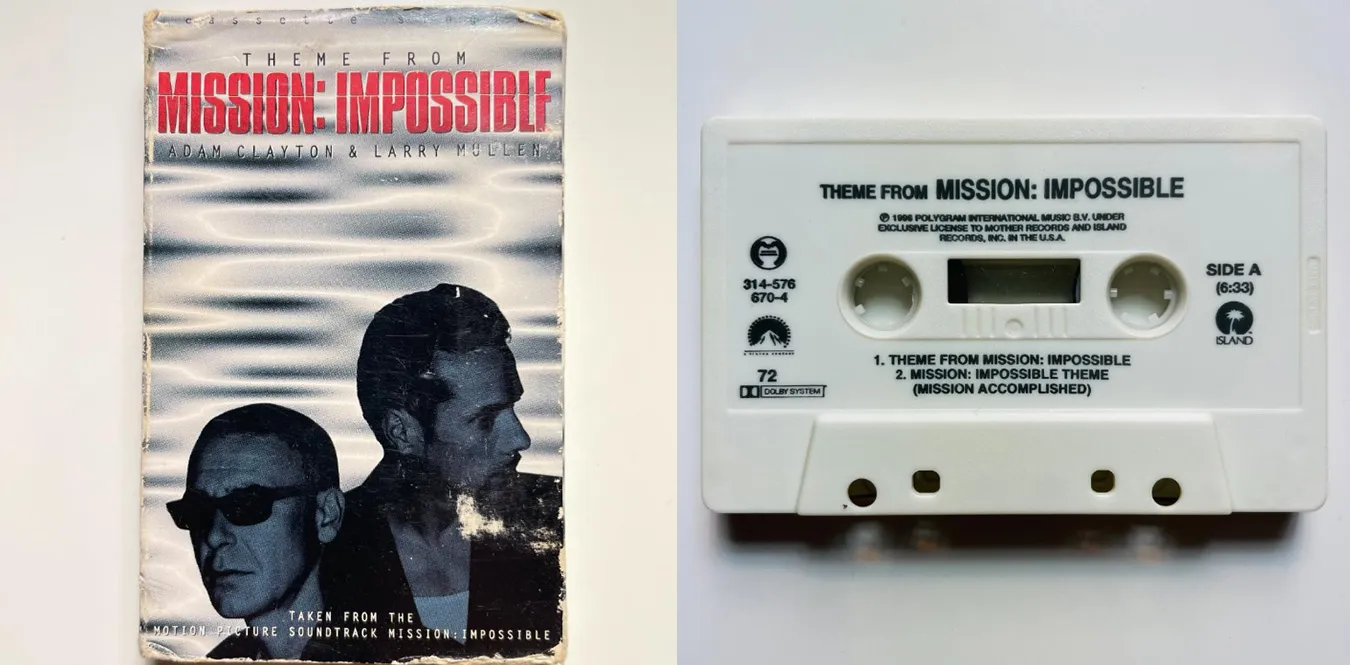 cassette single
THEME FROM
MISSION: IMPOSSIBLE
ADAM CLAYTON & LARRY MULLEN
TAKEN FROM THE
MOTION PICTURE SOUNDTRACK MISSION:IMPOSSIBLE
THEME FROM MISSION: IMPOSSIBLE
℗ 1996 POLYGRAM INTERNATIONAL MUSIC B.V. UNDER
EXCLUSIVE LICENSE TO MOTHER RECORDS AND ISLAND
RECORDS, INC. IN THE U.S.A.
314-576
670-4
72
DOLBY SYSTEM
SIDE A
(6:33)
ISLAND
1. THEME FROM MISSION: IMPOSSIBLE
2. MISSION: IMPOSSIBLE THEME
(MISSION ACCOMPLISHED)